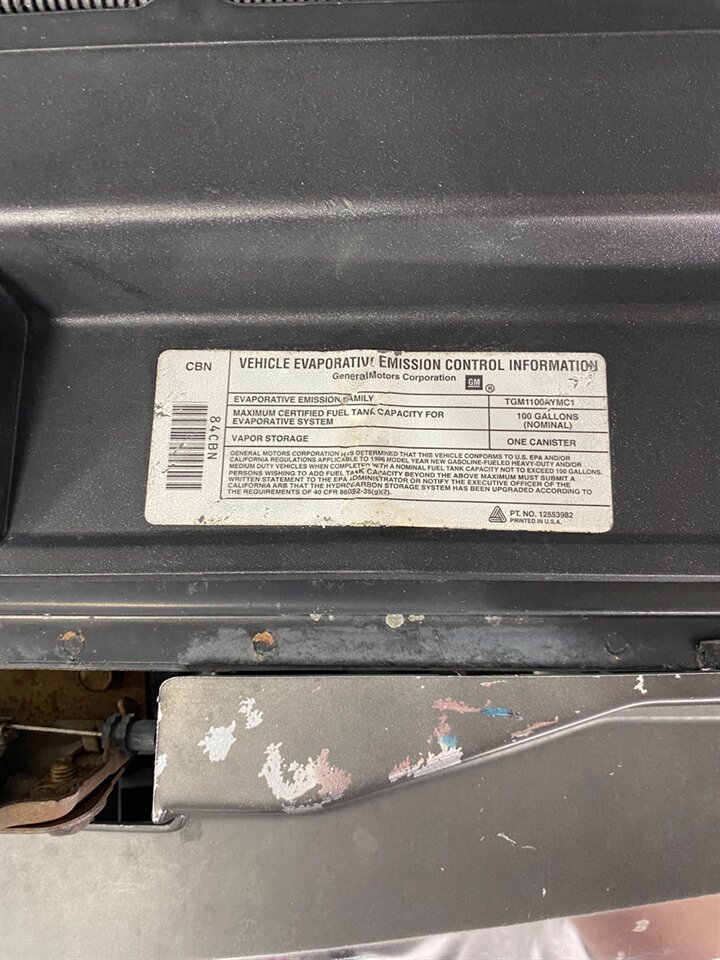 CBN
VEHICLE EVAPORATIVE EMISSION CONTROL INFORMATION
General Motors Corporation GM ®
84CBN
EVAPORATIVE EMISSION FAMILY TGM1100AYMC1
MAXIMUM CERTIFIED FUEL TANK CAPACITY FOR
EVAPORATIVE SYSTEM
100 GALLONS
(NOMINAL)
VAPOR STORAGE ONE CANISTER
GENERAL MOTORS CORPORATION HAS DETERMINED THAT THIS VEHICLE CONFORMS TO U.S. EPA AND/OR
CALIFORNIA REGULATIONS APPLICABLE TO 1996 MODEL YEAR NEW GASOLINE-FUELED HEAVY-DUTY AND/OR
MEDIUM DUTY VEHICLES WHEN COMPLETED WITH A NOMINAL FUEL TANK CAPACITY NOT TO EXCEED 100 GALLONS.
PERSONS WISHING TO ADD FUEL TANK CAPACITY BEYOND THE ABOVE MAXIMUM MUST SUBMIT A
WRITTEN STATEMENT TO THE EPA ADMINISTRATOR OR NOTIFY THE EXECUTIVE OFFICER OF THE
CALIFORNIA ARB THAT THE HYDROCARBON STORAGE SYSTEM HAS BEEN UPGRADED ACCORDING TO
THE REQUIREMENTS OF 40 CFR 86092-35(g)(2).
PT. NO. 12553982
PRINTED IN U.S.A.